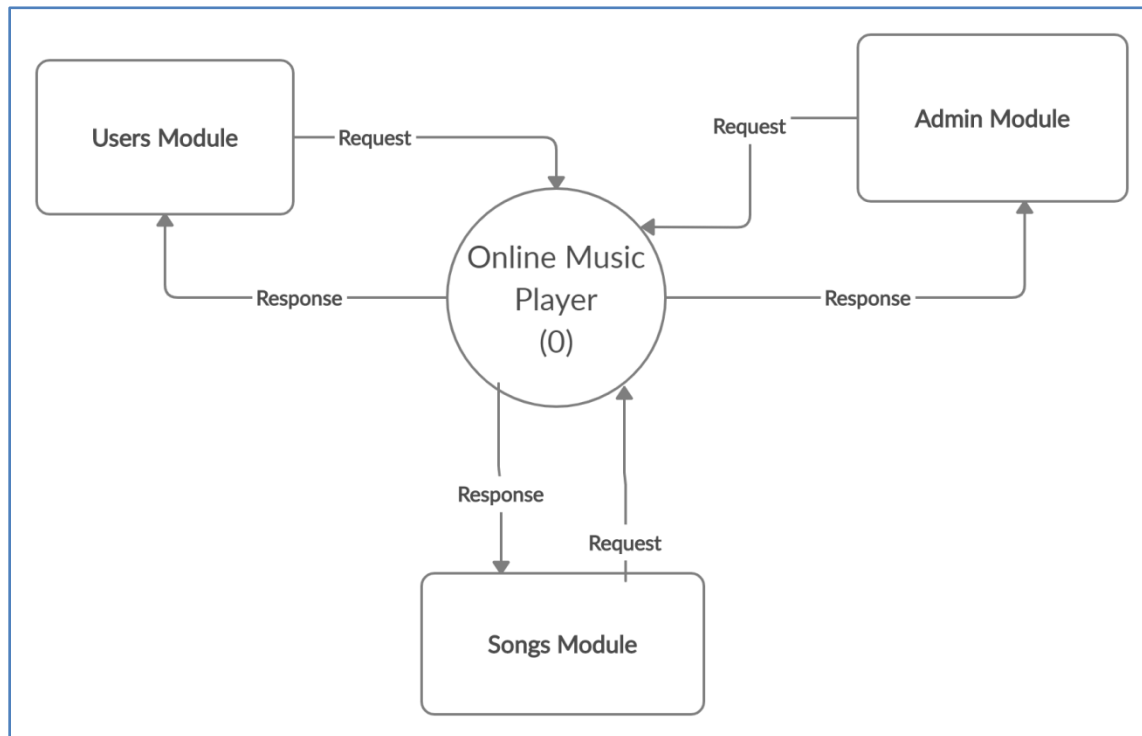 Users Module
Request
Request
Admin Module
Online Music
Player
(0)
Response
Response
Response
Request
Songs Module